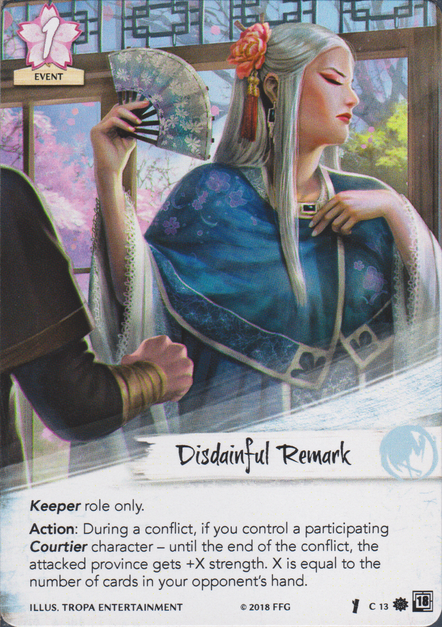 1
EVENT
Disdainful Remark
Keeper role only.
Action: During a conflict, if you control a participating
Courtier character – until the end of the conflict, the
attacked province gets +X strength. X is equal to the
number of cards in your opponent's hand.
ILLUS. TROPA ENTERTAINMENT © 2018 FFG C 13 18